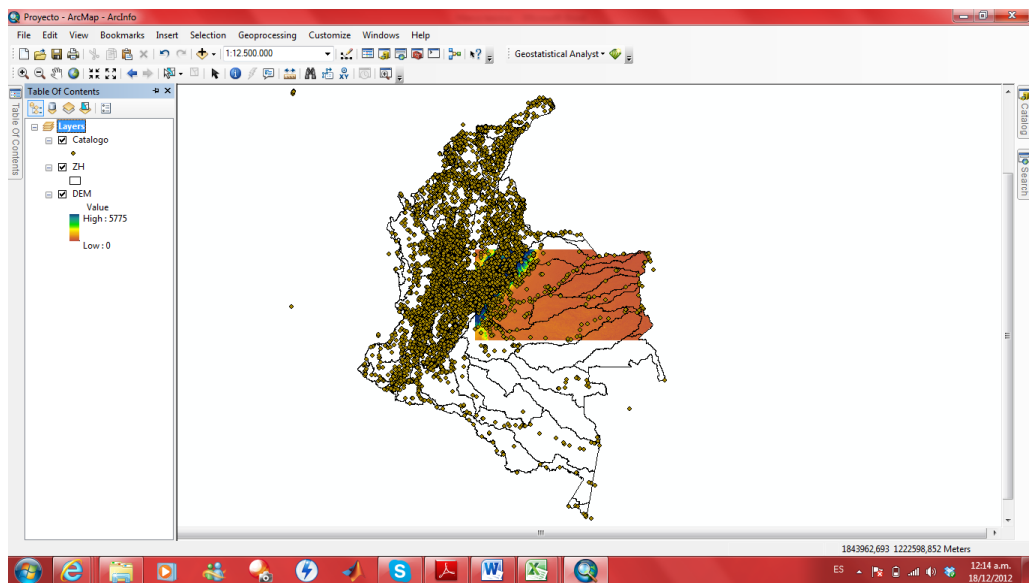 Proyecto - ArcMap - ArcInfo
File Edit View Bookmarks Insert Selection Geoprocessing Customize Windows Help
1:12.500.000
Geostatistical Analyst
Table Of Contents
Table Of Contents
Layers
Catalogo
ZH
DEM
Value
High : 5775
Low : 0
Catalog
Search
1843962,693 1222598,852 Meters
ES
12:14 a.m.
18/12/2012